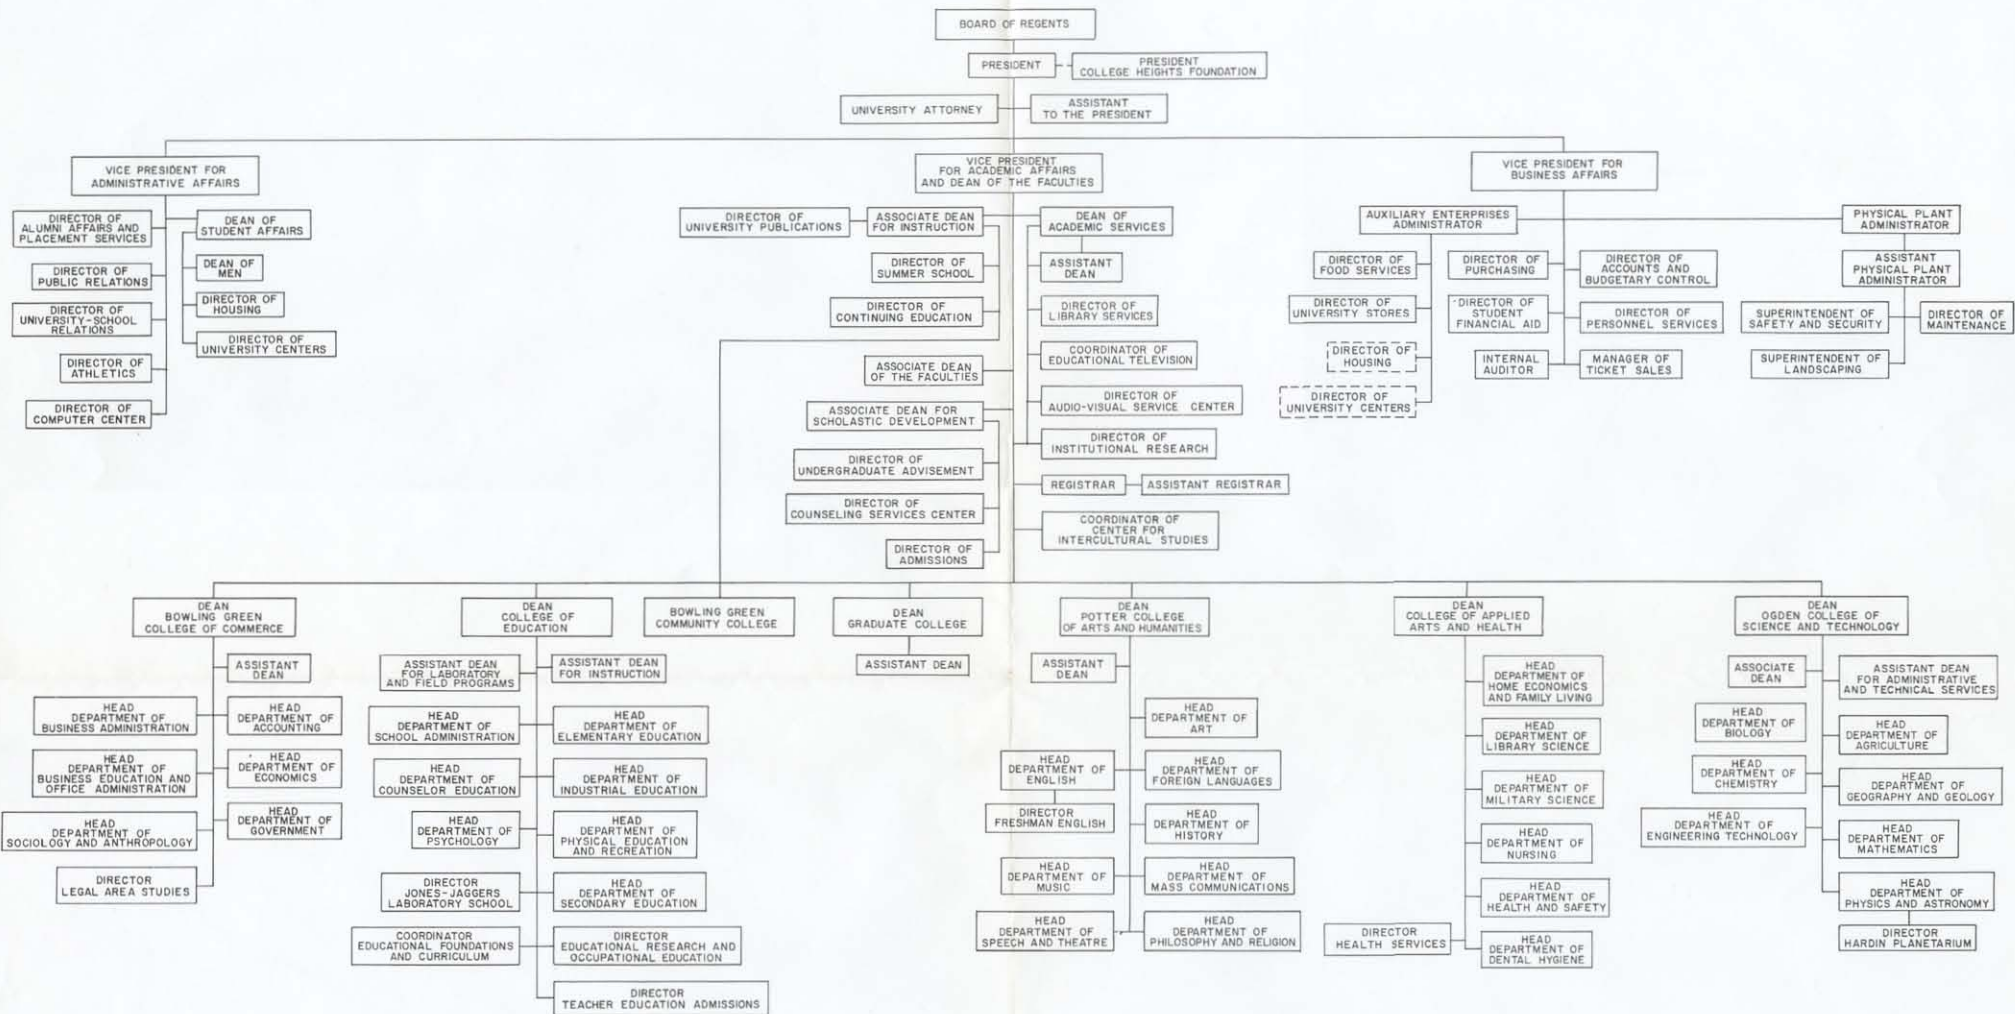 BOARD OF REGENTS
PRESIDENT
PRESIDENT
COLLEGE HEIGHTS FOUNDATION
UNIVERSITY ATTORNEY
ASSISTANT
TO THE PRESIDENT
VICE PRESIDENT FOR
ADMINISTRATIVE AFFAIRS
VICE PRESIDENT
FOR ACADEMIC AFFAIRS
AND DEAN OF THE FACULTIES
VICE PRESIDENT FOR
BUSINESS AFFAIRS
DIRECTOR OF
ALUMNI AFFAIRS AND
PLACEMENT SERVICES
DEAN OF
STUDENT AFFAIRS
DIRECTOR OF
PUBLIC RELATIONS
DEAN OF
MEN
DIRECTOR OF
UNIVERSITY-SCHOOL
RELATIONS
DIRECTOR OF
HOUSING
DIRECTOR OF
UNIVERSITY CENTERS
DIRECTOR OF
ATHLETICS
DIRECTOR OF
COMPUTER CENTER
DIRECTOR OF
UNIVERSITY PUBLICATIONS
ASSOCIATE DEAN
FOR INSTRUCTION
DEAN OF
ACADEMIC SERVICES
DIRECTOR OF
SUMMER SCHOOL
ASSISTANT
DEAN
DIRECTOR OF
CONTINUING EDUCATION
DIRECTOR OF
LIBRARY SERVICES
COORDINATOR OF
EDUCATIONAL TELEVISION
ASSOCIATE DEAN
OF THE FACULTIES
DIRECTOR OF
AUDIO-VISUAL SERVICE CENTER
ASSOCIATE DEAN FOR
SCHOLASTIC DEVELOPMENT
DIRECTOR OF
INSTITUTIONAL RESEARCH
DIRECTOR OF
UNDERGRADUATE ADVISEMENT
REGISTRAR
ASSISTANT REGISTRAR
DIRECTOR OF
COUNSELING SERVICES CENTER
COORDINATOR OF
CENTER FOR
INTERCULTURAL STUDIES
DIRECTOR OF
ADMISSIONS
AUXILIARY ENTERPRISES
ADMINISTRATOR
PHYSICAL PLANT
ADMINISTRATOR
DIRECTOR OF
FOOD SERVICES
DIRECTOR OF
PURCHASING
DIRECTOR OF
ACCOUNTS AND
BUDGETARY CONTROL
ASSISTANT
PHYSICAL PLANT
ADMINISTRATOR
DIRECTOR OF
UNIVERSITY STORES
DIRECTOR OF
STUDENT
FINANCIAL AID
DIRECTOR OF
PERSONNEL SERVICES
SUPERINTENDENT OF
SAFETY AND SECURITY
DIRECTOR OF
MAINTENANCE
DIRECTOR OF
HOUSING
INTERNAL
AUDITOR
MANAGER OF
TICKET SALES
SUPERINTENDENT OF
LANDSCAPING
DIRECTOR OF
UNIVERSITY CENTERS
DEAN
BOWLING GREEN
COLLEGE OF COMMERCE
DEAN
COLLEGE OF
EDUCATION
BOWLING GREEN
COMMUNITY COLLEGE
DEAN
GRADUATE COLLEGE
DEAN
POTTER COLLEGE
OF ARTS AND HUMANITIES
DEAN
COLLEGE OF APPLIED
ARTS AND HEALTH
DEAN
OGDEN COLLEGE OF
SCIENCE AND TECHNOLOGY
ASSISTANT
DEAN
HEAD
DEPARTMENT OF
BUSINESS ADMINISTRATION
HEAD
DEPARTMENT OF
ACCOUNTING
HEAD
DEPARTMENT OF
BUSINESS EDUCATION AND
OFFICE ADMINISTRATION
HEAD
DEPARTMENT OF
ECONOMICS
HEAD
DEPARTMENT OF
SOCIOLOGY AND ANTHROPOLOGY
HEAD
DEPARTMENT OF
GOVERNMENT
DIRECTOR
LEGAL AREA STUDIES
ASSISTANT DEAN
FOR LABORATORY
AND FIELD PROGRAMS
ASSISTANT DEAN
FOR INSTRUCTION
HEAD
DEPARTMENT OF
SCHOOL ADMINISTRATION
HEAD
DEPARTMENT OF
ELEMENTARY EDUCATION
HEAD
DEPARTMENT OF
COUNSELOR EDUCATION
HEAD
DEPARTMENT OF
INDUSTRIAL EDUCATION
HEAD
DEPARTMENT OF
PSYCHOLOGY
HEAD
DEPARTMENT OF
PHYSICAL EDUCATION
AND RECREATION
DIRECTOR
JONES-JAGGERS
LABORATORY SCHOOL
HEAD
DEPARTMENT OF
SECONDARY EDUCATION
COORDINATOR
EDUCATIONAL FOUNDATIONS
AND CURRICULUM
DIRECTOR
EDUCATIONAL RESEARCH AND
OCCUPATIONAL EDUCATION
DIRECTOR
TEACHER EDUCATION ADMISSIONS
ASSISTANT DEAN
ASSISTANT
DEAN
HEAD
DEPARTMENT OF
ART
HEAD
DEPARTMENT OF
ENGLISH
HEAD
DEPARTMENT OF
FOREIGN LANGUAGES
DIRECTOR
FRESHMAN ENGLISH
HEAD
DEPARTMENT OF
HISTORY
HEAD
DEPARTMENT OF
MUSIC
HEAD
DEPARTMENT OF
MASS COMMUNICATIONS
HEAD
DEPARTMENT OF
SPEECH AND THEATRE
HEAD
DEPARTMENT OF
PHILOSOPHY AND RELIGION
HEAD
DEPARTMENT OF
HOME ECONOMICS
AND FAMILY LIVING
HEAD
DEPARTMENT OF
LIBRARY SCIENCE
HEAD
DEPARTMENT OF
MILITARY SCIENCE
HEAD
DEPARTMENT OF
NURSING
HEAD
DEPARTMENT OF
HEALTH AND SAFETY
DIRECTOR
HEALTH SERVICES
HEAD
DEPARTMENT OF
DENTAL HYGIENE
ASSOCIATE
DEAN
ASSISTANT DEAN
FOR ADMINISTRATIVE
AND TECHNICAL SERVICES
HEAD
DEPARTMENT OF
BIOLOGY
HEAD
DEPARTMENT OF
AGRICULTURE
HEAD
DEPARTMENT OF
CHEMISTRY
HEAD
DEPARTMENT OF
GEOGRAPHY AND GEOLOGY
HEAD
DEPARTMENT OF
ENGINEERING TECHNOLOGY
HEAD
DEPARTMENT OF
MATHEMATICS
HEAD
DEPARTMENT OF
PHYSICS AND ASTRONOMY
DIRECTOR
HARDIN PLANETARIUM